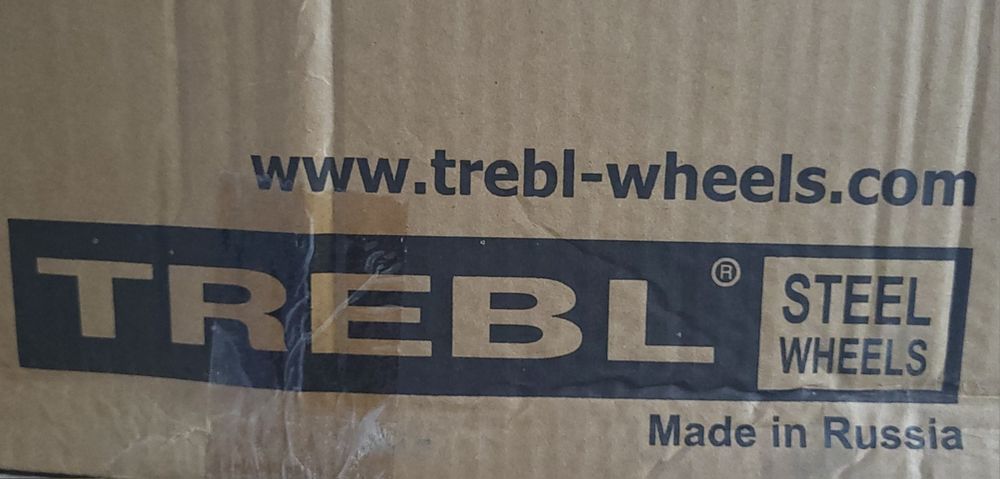 www.trebl-wheels.com
TREBL® STEEL
WHEELS
Made in Russia